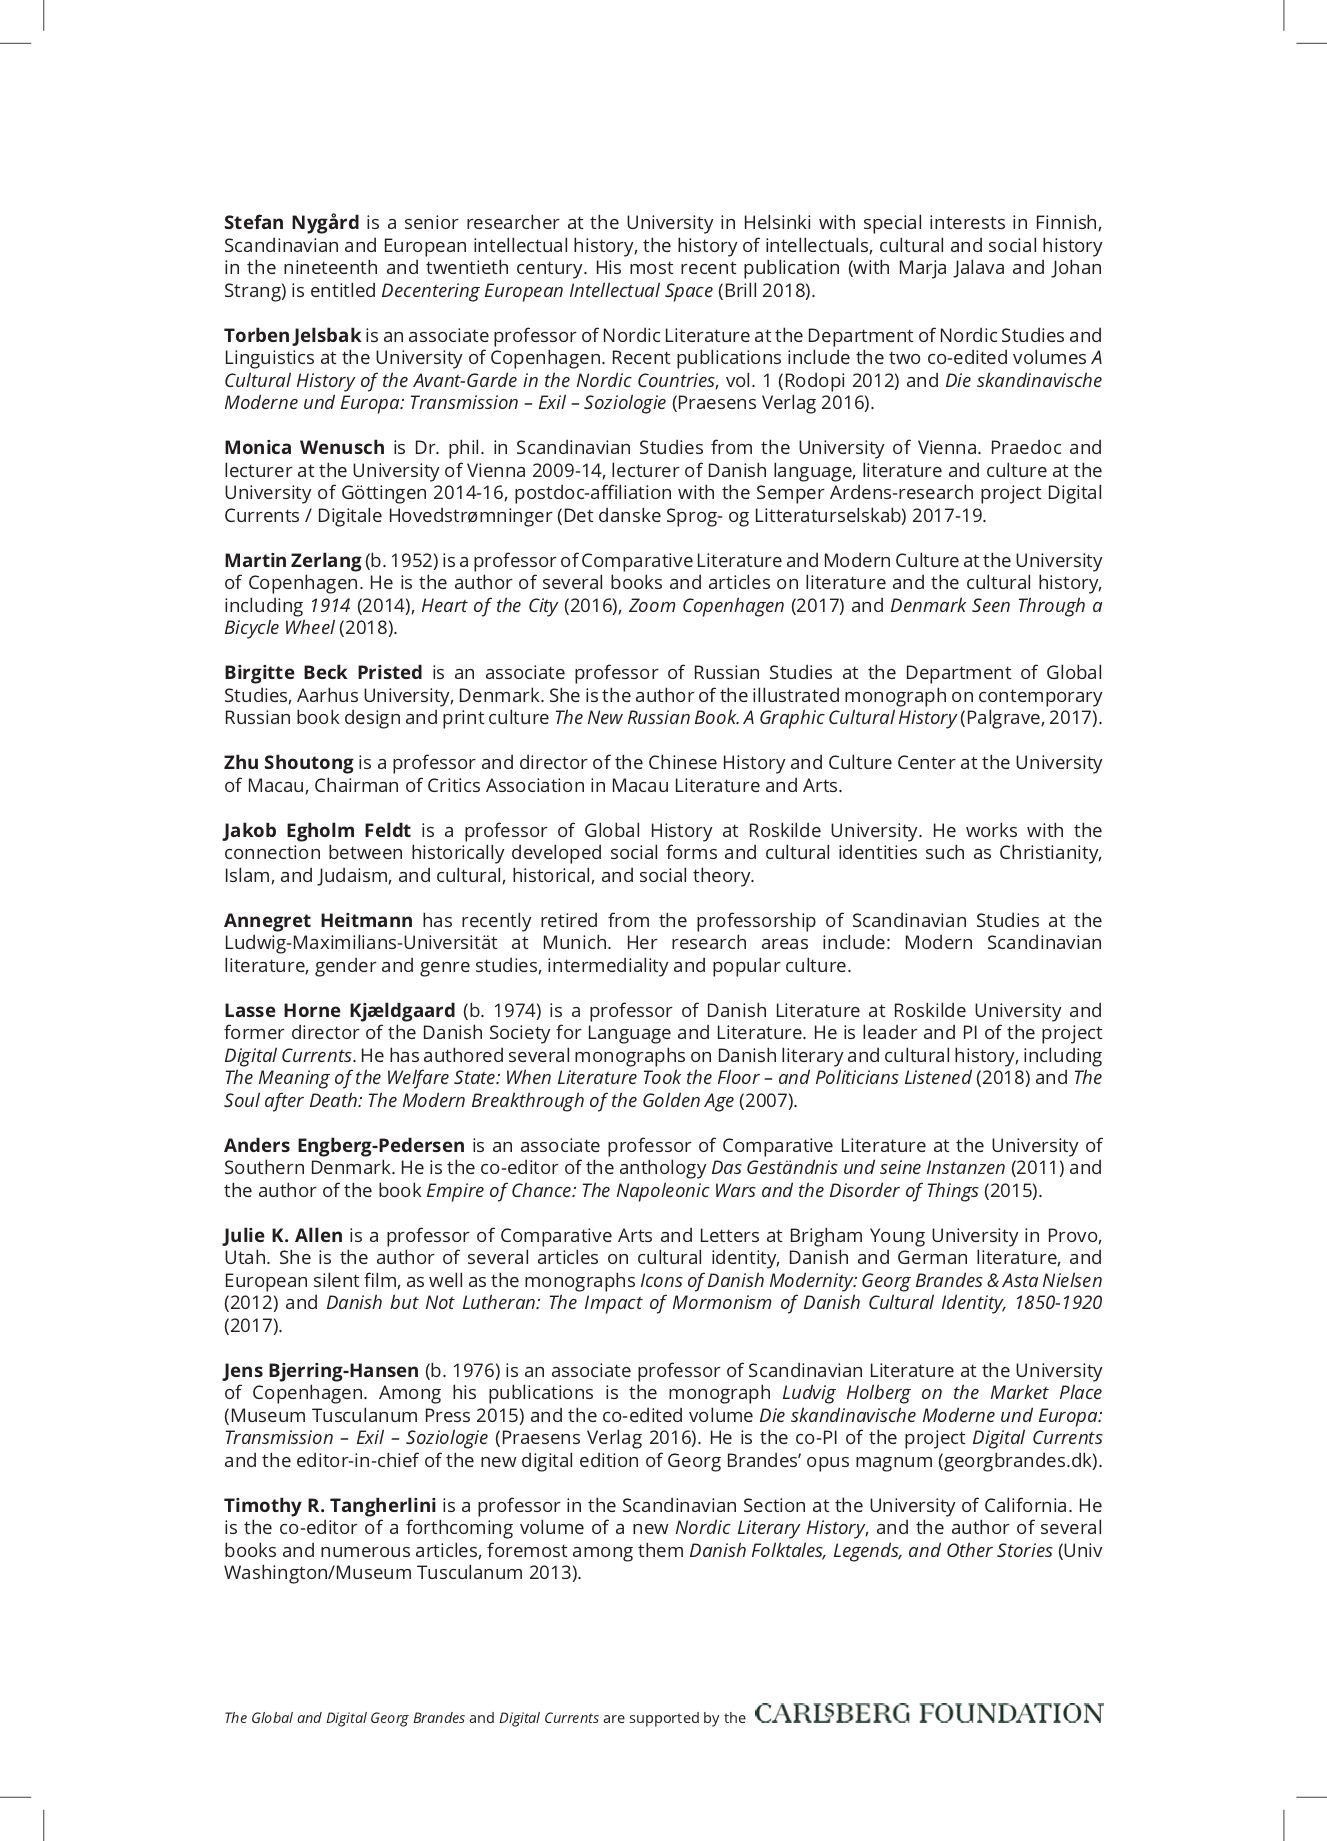 Stefan Nygård is a senior researcher at the University in Helsinki with special interests in Finnish,
Scandinavian and European intellectual history, the history of intellectuals, cultural and social history
in the nineteenth and twentieth century. His most recent publication (with Marja Jalava and Johan
Strang) is entitled Decentering European Intellectual Space (Brill 2018).
Torben Jelsbak is an associate professor of Nordic Literature at the Department of Nordic Studies and
Linguistics at the University of Copenhagen. Recent publications include the two co-edited volumes A
Cultural History of the Avant-Garde in the Nordic Countries, vol. 1 (Rodopi 2012) and Die skandinavische
Moderne und Europa: Transmission – Exil – Soziologie (Praesens Verlag 2016).
Monica Wenusch is Dr. phil. in Scandinavian Studies from the University of Vienna. Praedoc and
lecturer at the University of Vienna 2009-14, lecturer of Danish language, literature and culture at the
University of Göttingen 2014-16, postdoc-affiliation with the Semper Ardens-research project Digital
Currents / Digitale Hovedstrømninger (Det danske Sprog- og Litteraturselskab) 2017-19.
Martin Zerlang (b. 1952) is a professor of Comparative Literature and Modern Culture at the University
of Copenhagen. He is the author of several books and articles on literature and the cultural history,
including 1914 (2014), Heart of the City (2016), Zoom Copenhagen (2017) and Denmark Seen Through a
Bicycle Wheel (2018).
Birgitte Beck Pristed is an associate professor of Russian Studies at the Department of Global
Studies, Aarhus University, Denmark. She is the author of the illustrated monograph on contemporary
Russian book design and print culture The New Russian Book. A Graphic Cultural History (Palgrave, 2017).
Zhu Shoutong is a professor and director of the Chinese History and Culture Center at the University
of Macau, Chairman of Critics Association in Macau Literature and Arts.
Jakob Egholm Feldt is a professor of Global History at Roskilde University. He works with the
connection between historically developed social forms and cultural identities such as Christianity,
Islam, and Judaism, and cultural, historical, and social theory.
Annegret Heitmann has recently retired from the professorship of Scandinavian Studies at the
Ludwig-Maximilians-Universität at Munich. Her research areas include: Modern Scandinavian
literature, gender and genre studies, intermediality and popular culture.
Lasse Horne Kjældgaard (b. 1974) is a professor of Danish Literature at Roskilde University and
former director of the Danish Society for Language and Literature. He is leader and PI of the project
Digital Currents. He has authored several monographs on Danish literary and cultural history, including
The Meaning of the Welfare State: When Literature Took the Floor – and Politicians Listened (2018) and The
Soul after Death: The Modern Breakthrough of the Golden Age (2007).
Anders Engberg-Pedersen is an associate professor of Comparative Literature at the University of
Southern Denmark. He is the co-editor of the anthology Das Geständnis und seine Instanzen (2011) and
the author of the book Empire of Chance: The Napoleonic Wars and the Disorder of Things (2015).
Julie K. Allen is a professor of Comparative Arts and Letters at Brigham Young University in Provo,
Utah. She is the author of several articles on cultural identity, Danish and German literature, and
European silent film, as well as the monographs Icons of Danish Modernity: Georg Brandes & Asta Nielsen
(2012) and Danish but Not Lutheran: The Impact of Mormonism of Danish Cultural Identity, 1850-1920
(2017).
Jens Bjerring-Hansen (b. 1976) is an associate professor of Scandinavian Literature at the University
of Copenhagen. Among his publications is the monograph Ludvig Holberg on the Market Place
(Museum Tusculanum Press 2015) and the co-edited volume Die skandinavische Moderne und Europa:
Transmission – Exil – Soziologie (Praesens Verlag 2016). He is the co-PI of the project Digital Currents
and the editor-in-chief of the new digital edition of Georg Brandes’ opus magnum (georgbrandes.dk).
Timothy R. Tangherlini is a professor in the Scandinavian Section at the University of California. He
is the co-editor of a forthcoming volume of a new Nordic Literary History, and the author of several
books and numerous articles, foremost among them Danish Folktales, Legends, and Other Stories (Univ
Washington/Museum Tusculanum 2013).
The Global and Digital Georg Brandes and Digital Currents are supported by the CARLSBERG FOUNDATION